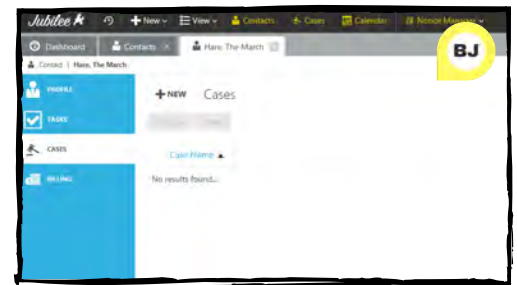 Jubilee New View Contacts Cases Calendar Notice Manager
Dashboard Contacts × Hare, The March
BJ
Contact | Hare, The March
PROFILE
+NEW Cases
TASKS
CASES
Case Name ▲
BILLING
No results found...